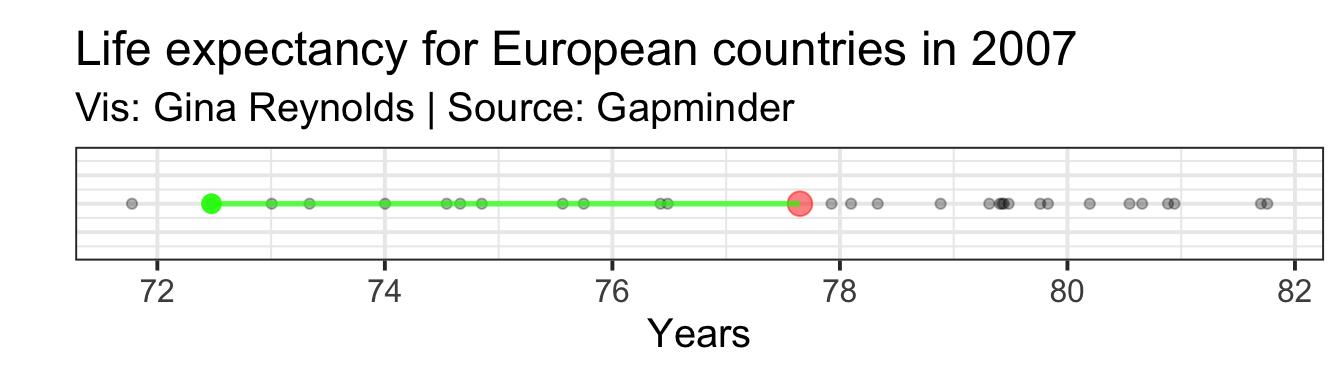 Life expectancy for European countries in 2007
Vis: Gina Reynolds | Source: Gapminder
72 74 76 78 80 82
Years